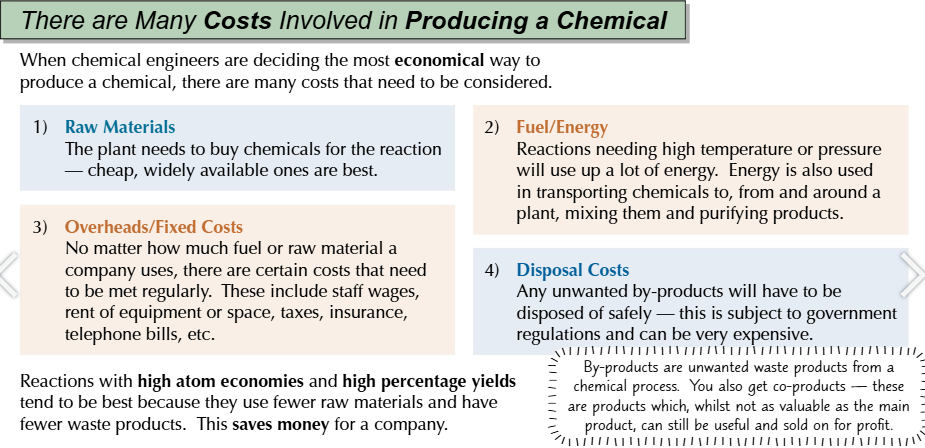 There are Many Costs Involved in Producing a Chemical
When chemical engineers are deciding the most economical way to
produce a chemical, there are many costs that need to be considered.
1) Raw Materials
The plant needs to buy chemicals for the reaction
— cheap, widely available ones are best.
2) Fuel/Energy
Reactions needing high temperature or pressure
will use up a lot of energy. Energy is also used
in transporting chemicals to, from and around a
plant, mixing them and purifying products.
3) Overheads/Fixed Costs
No matter how much fuel or raw material a
company uses, there are certain costs that need
to be met regularly. These include staff wages,
rent of equipment or space, taxes, insurance,
telephone bills, etc.
4) Disposal Costs
Any unwanted by-products will have to be
disposed of safely — this is subject to government
regulations and can be very expensive.
Reactions with high atom economies and high percentage yields
tend to be best because they use fewer raw materials and have
fewer waste products. This saves money for a company.
By-products are unwanted waste products from a
chemical process. You also get co-products — these
are products which, whilst not as valuable as the main
product, can still be useful and sold on for profit.